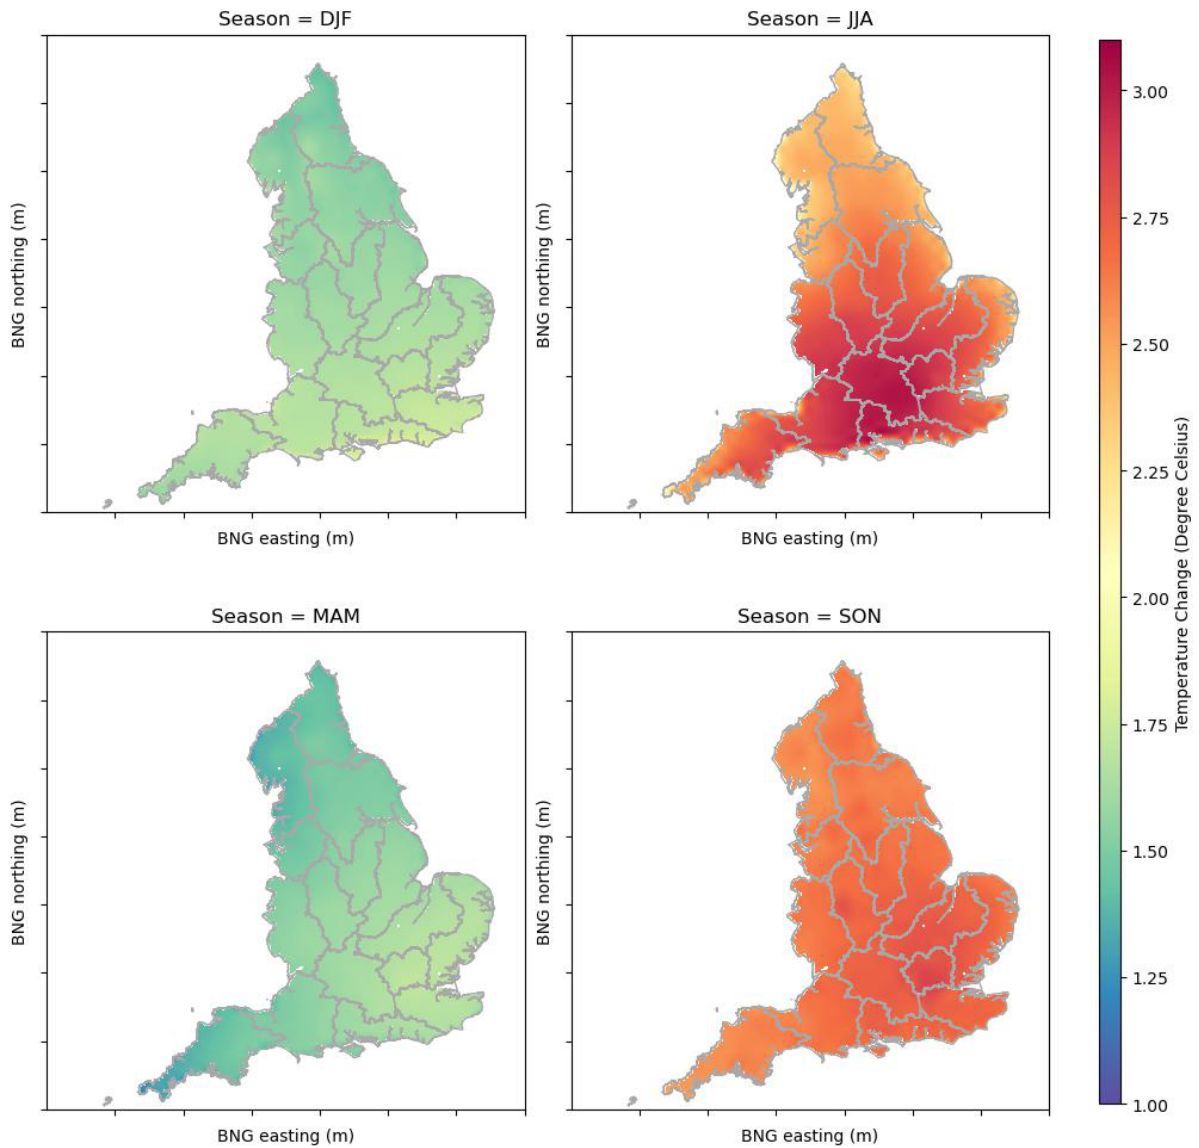 Season = DJF
Season = JJA
BNG northing (m)
BNG northing (m)
BNG easting (m)
BNG easting (m)
Season = MAM
Season = SON
BNG northing (m)
BNG northing (m)
BNG easting (m)
BNG easting (m)
3.00
2.75
2.50
2.25
2.00
1.75
1.50
1.25
1.00
Temperature Change (Degree Celsius)